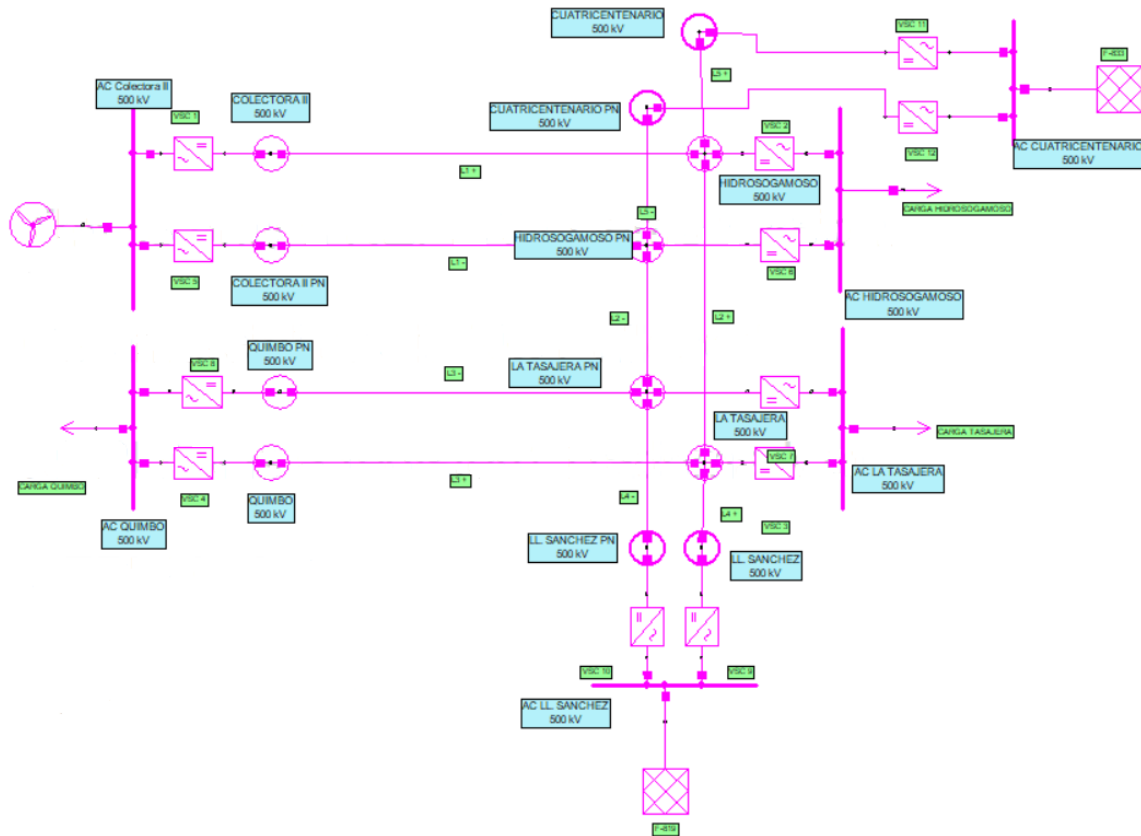 CUATRICENTENARIO
500 kV
VSC 11
F-833
L5 +
AC Colectora II
500 kV
COLECTORA II
500 kV
VSC 1
CUATRICENTENARIO PN
500 kV
VSC 2
VSC 12
AC CUATRICENTENARIO
500 kV
L1 +
HIDROSOGAMOSO
500 kV
CARGA HIDROSOGAMOSO
L5 -
HIDROSOGAMOSO PN
500 kV
L1 -
VSC 5
COLECTORA II PN
500 kV
VSC 6
AC HIDROSOGAMOSO
500 kV
L2 -
L2 +
QUIMBO PN
500 kV
VSC 8
L3 -
LA TASAJERA PN
500 kV
LA TASAJERA
500 kV
CARGA TASAJERA
VSC 7
AC LA TASAJERA
500 kV
L3 +
CARGA QUIMBO
VSC 4
QUIMBO
500 kV
L4 -
L4 +
VSC 3
AC QUIMBO
500 kV
LL. SANCHEZ PN
500 kV
LL. SANCHEZ
500 kV
VSC 10
VSC 9
AC LL. SANCHEZ
500 kV